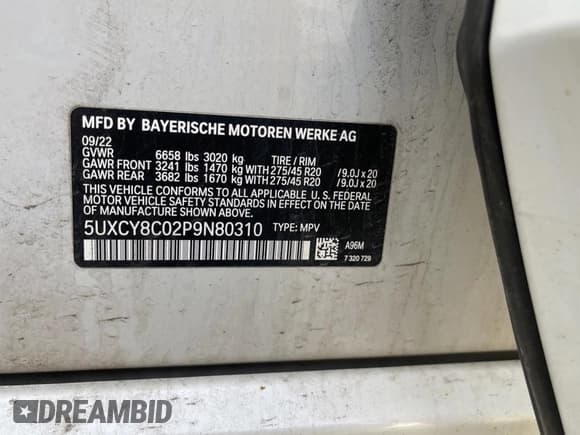 MFD BY BAYERISCHE MOTOREN WERKE AG
09/22
GVWR 6658 lbs 3020 kg TIRE / RIM
GAWR FRONT 3241 lbs 1470 kg WITH 275/45 R20 /9.0J x 20
GAWR REAR 3682 lbs 1670 kg WITH 275/45 R20 /9.0J x 20
THIS VEHICLE CONFORMS TO ALL APPLICABLE U. S. FEDERAL
MOTOR VEHICLE SAFETY STANDARDS IN EFFECT ON THE DATE
OF MANUFACTURE SHOWN ABOVE.
5UXCY8C02P9N80310 TYPE: MPV
A96M
7 320 729
DREAMBID